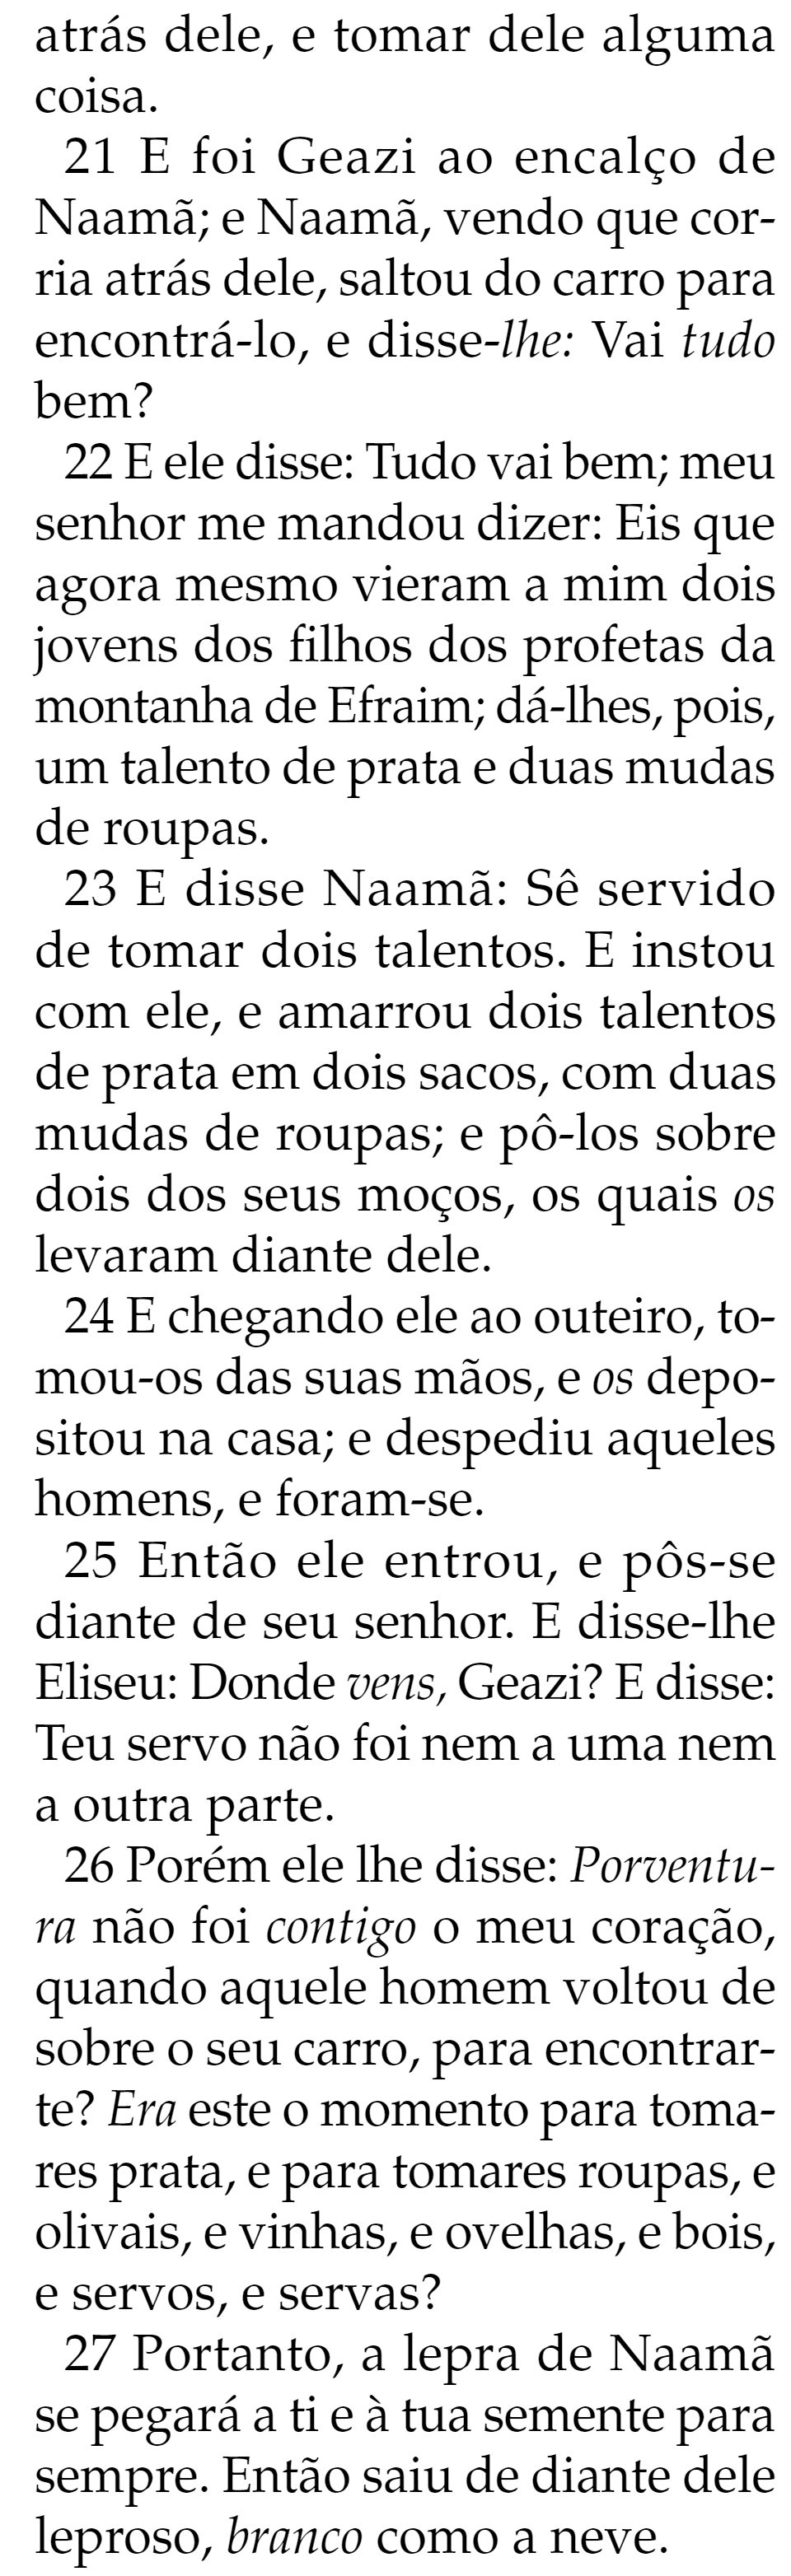 atrás dele, e tomar dele alguma
coisa.
21 E foi Geazi ao encalço de
Naamã; e Naamã, vendo que cor-
ria atrás dele, saltou do carro para
encontrá-lo, e disse-lhe: Vai tudo
bem?
22 E ele disse: Tudo vai bem; meu
senhor me mandou dizer: Eis que
agora mesmo vieram a mim dois
jovens dos filhos dos profetas da
montanha de Efraim; dá-lhes, pois,
um talento de prata e duas mudas
de roupas.
23 E disse Naamã: Sê servido
de tomar dois talentos. E instou
com ele, e amarrou dois talentos
de prata em dois sacos, com duas
mudas de roupas; e pô-los sobre
dois dos seus moços, os quais os
levaram diante dele.
24 E chegando ele ao outeiro, to-
mou-os das suas mãos, e os depo-
sitou na casa; e despediu aqueles
homens, e foram-se.
25 Então ele entrou, e pôs-se
diante de seu senhor. E disse-lhe
Eliseu: Donde vens, Geazi? E disse:
Teu servo não foi nem a uma nem
a outra parte.
26 Porém ele lhe disse: Porventu-
ra não foi contigo o meu coração,
quando aquele homem voltou de
sobre o seu carro, para encontrar-
te? Era este o momento para toma-
res prata, e para tomares roupas, e
olivais, e vinhas, e ovelhas, e bois,
e servos, e servas?
27 Portanto, a lepra de Naamã
se pegará a ti e à tua semente para
sempre. Então saiu de diante dele
leproso, branco como a neve.